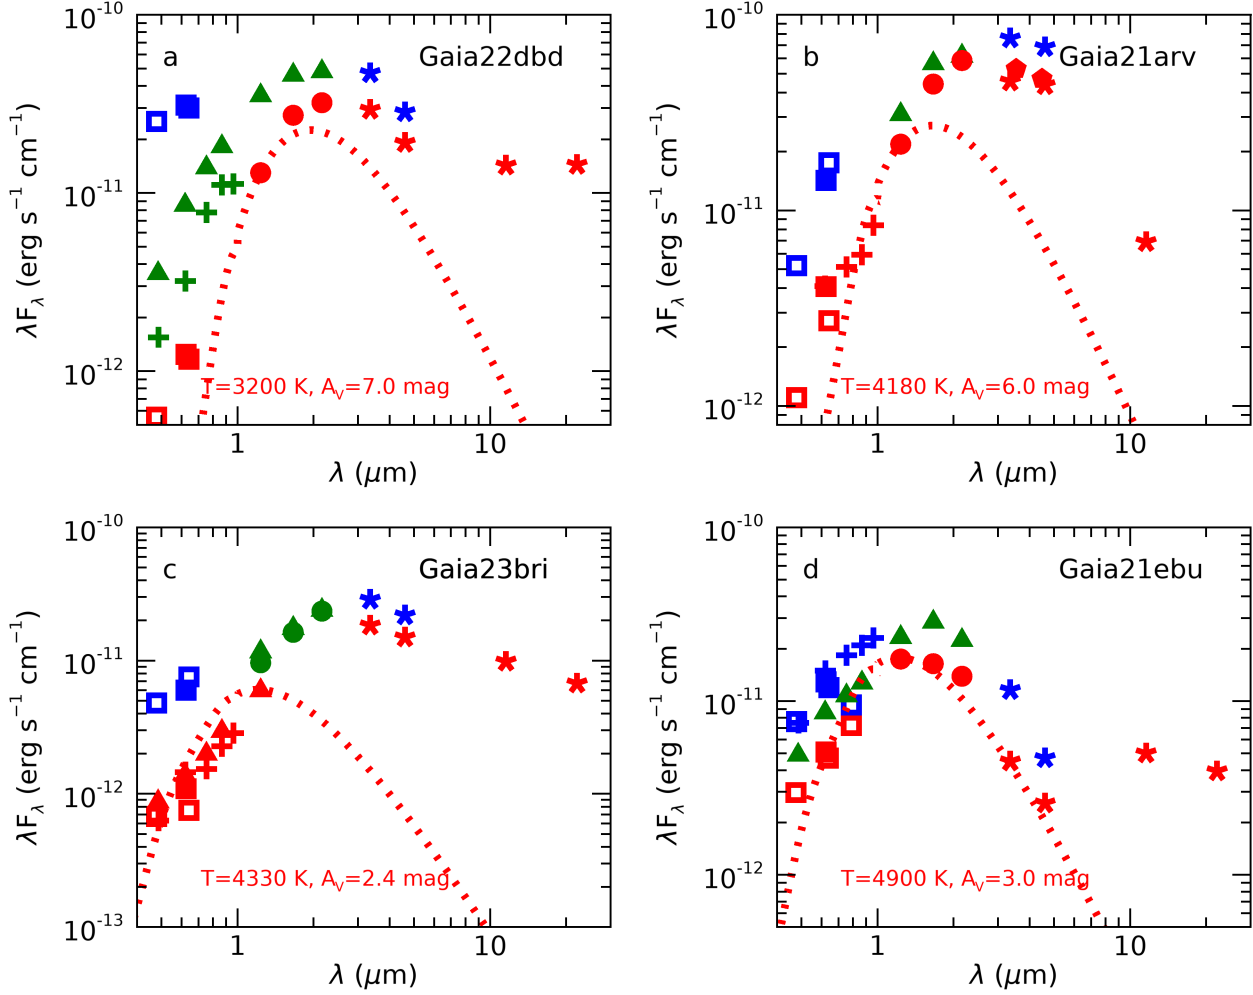 a Gaia22dbd
10⁻¹⁰
10⁻¹¹
10⁻¹²
λF_λ (erg s⁻¹ cm⁻¹)
T=3200 K, A_V=7.0 mag
1 10
λ (μm)
b Gaia21arv
10⁻¹⁰
10⁻¹¹
10⁻¹²
λF_λ (erg s⁻¹ cm⁻¹)
T=4180 K, A_V=6.0 mag
1 10
λ (μm)
c Gaia23bri
10⁻¹⁰
10⁻¹¹
10⁻¹²
10⁻¹³
λF_λ (erg s⁻¹ cm⁻¹)
T=4330 K, A_V=2.4 mag
1 10
λ (μm)
d Gaia21ebu
10⁻¹⁰
10⁻¹¹
10⁻¹²
λF_λ (erg s⁻¹ cm⁻¹)
T=4900 K, A_V=3.0 mag
1 10
λ (μm)